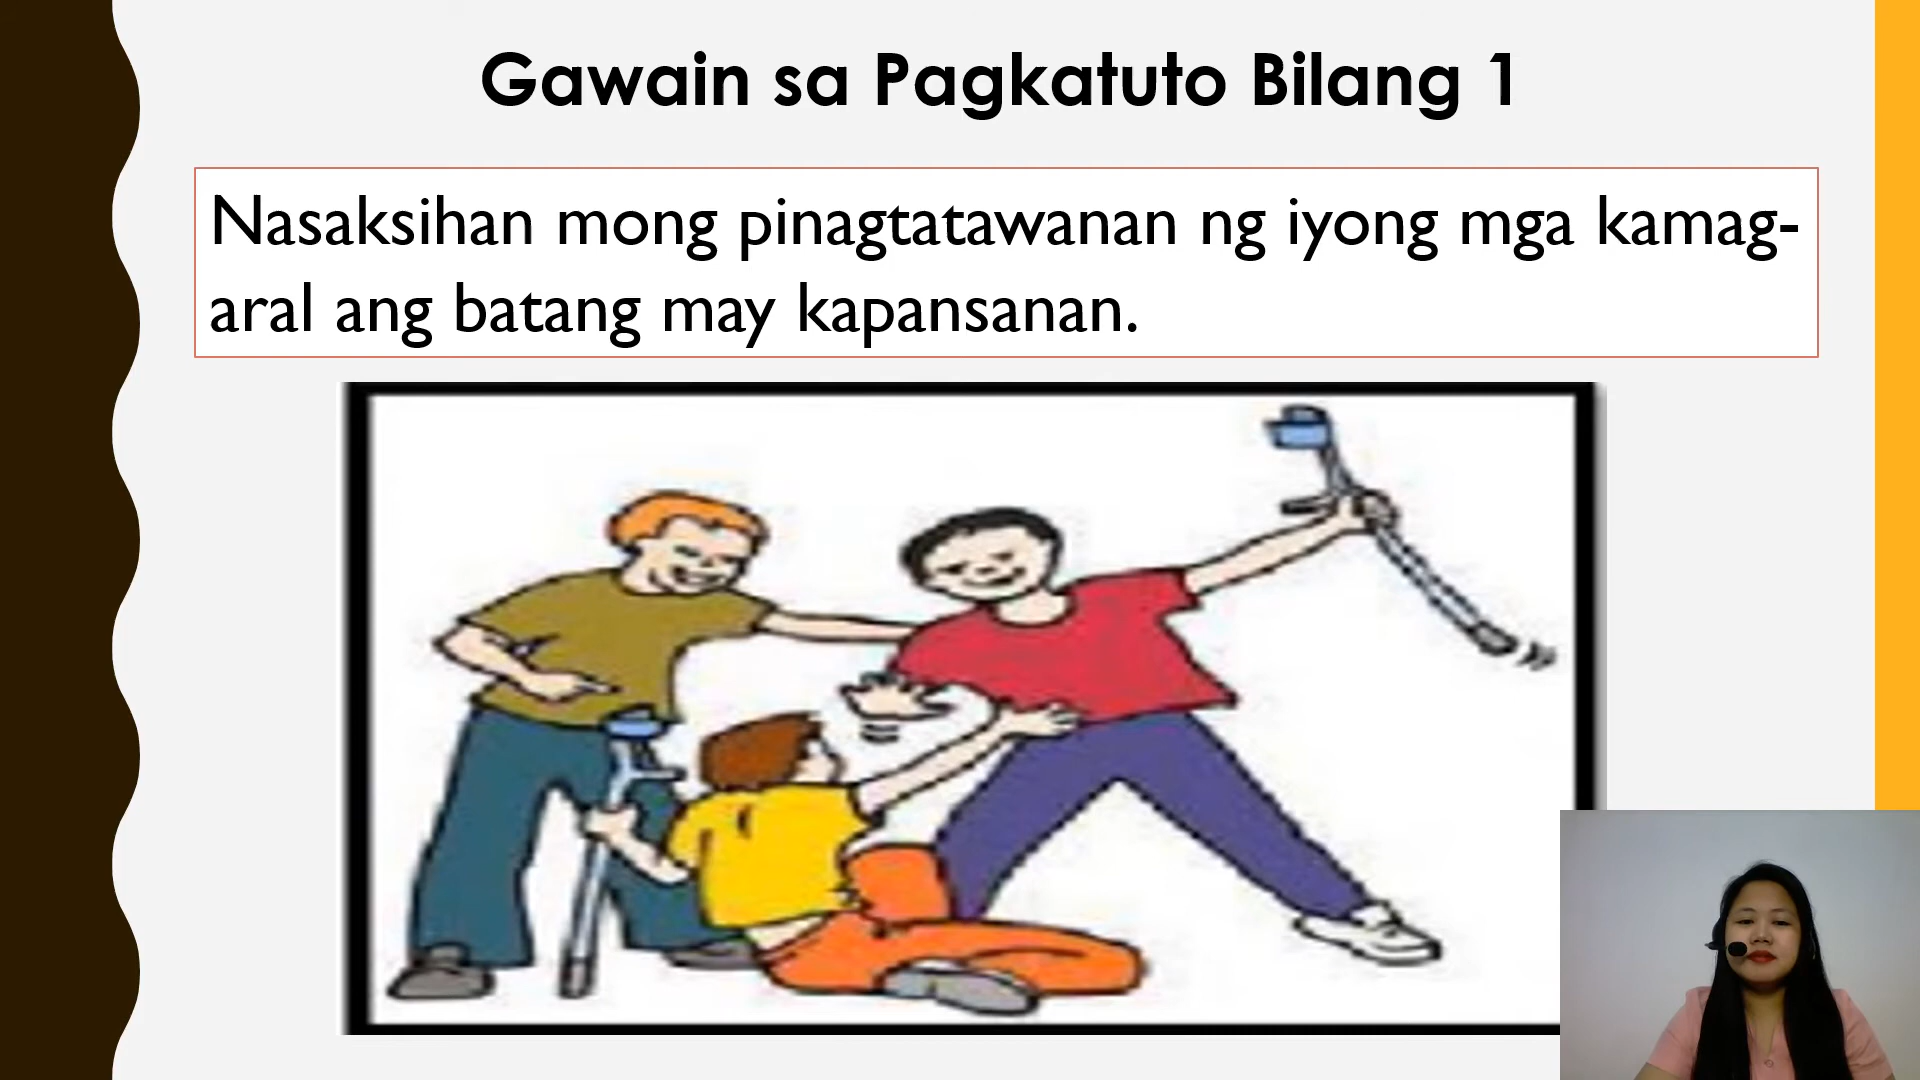 Gawain sa Pagkatuto Bilang 1
Nasaksihan mong pinagtatawanan ng iyong mga kamag-
aral ang batang may kapansanan.